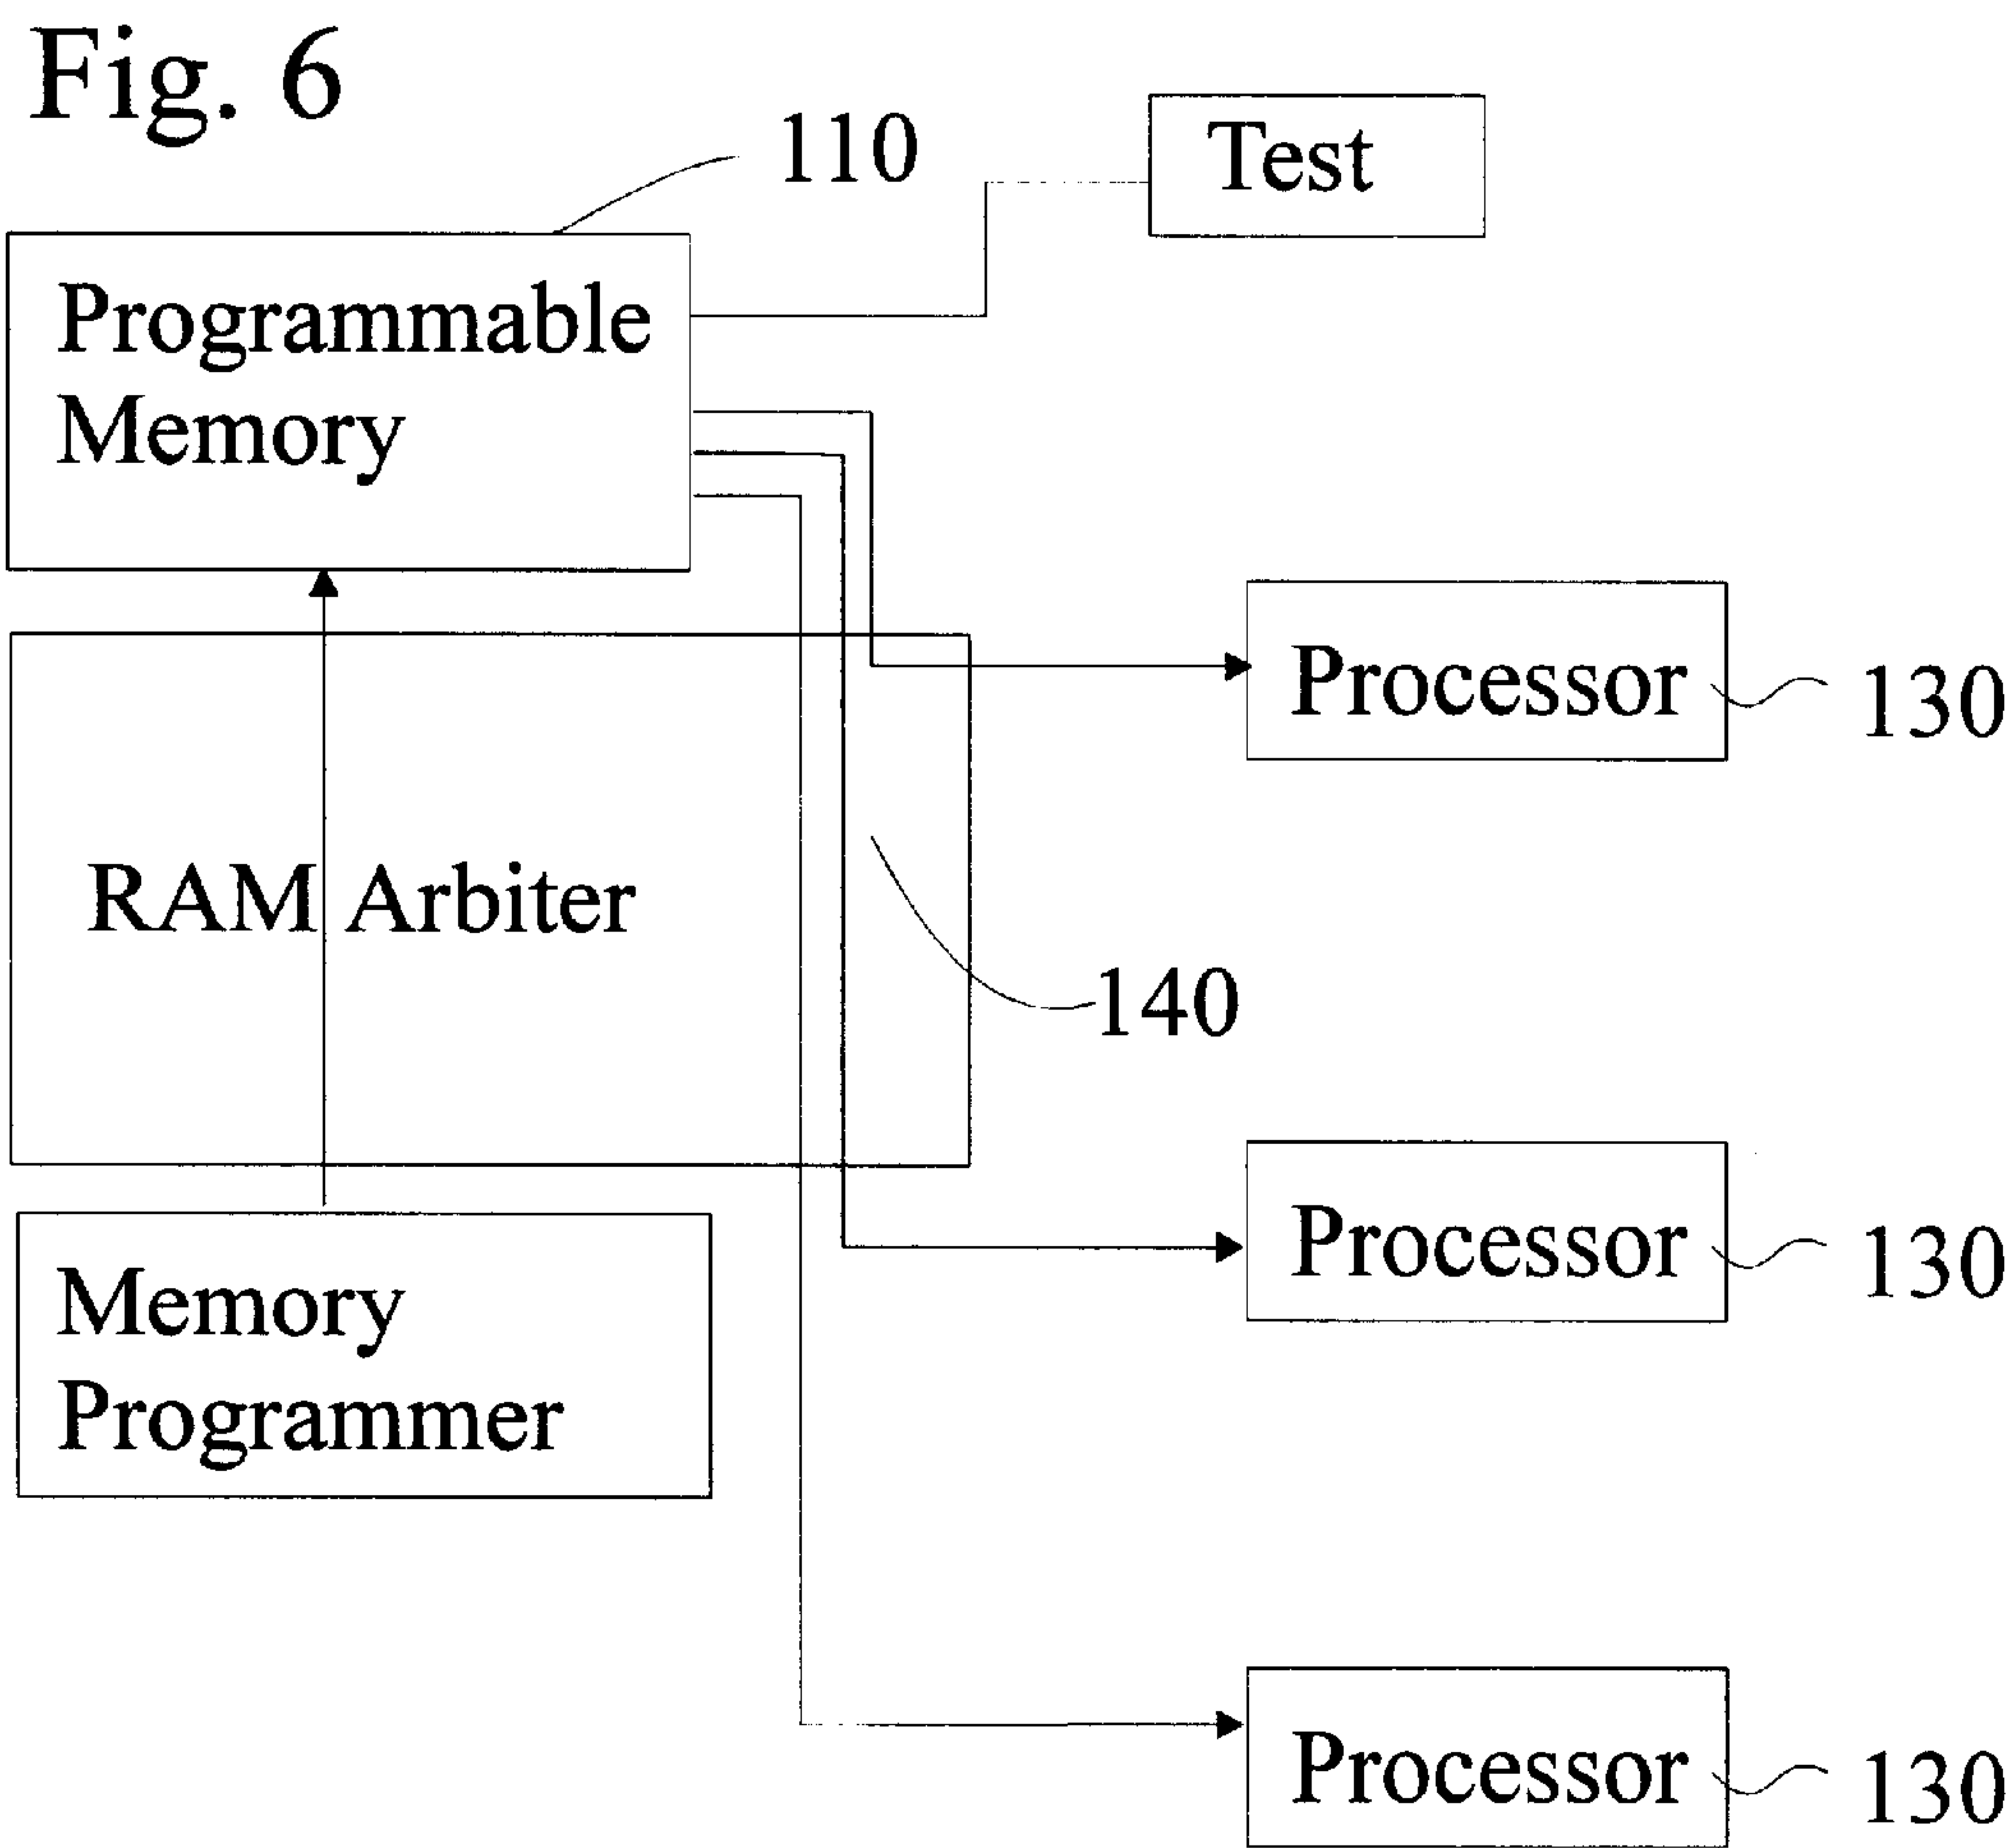 Fig. 6
110
Test
Programmable
Memory
Processor
130
RAM Arbiter
140
Processor
130
Memory
Programmer
Processor
130